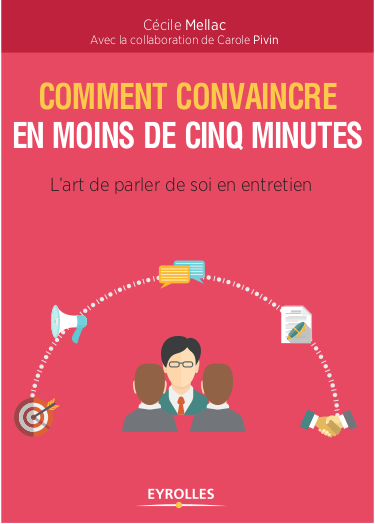 Cécile Mellac
Avec la collaboration de Carole Pivin
COMMENT CONVAINCRE
EN MOINS DE CINQ MINUTES
L'art de parler de soi en entretien
EYROLLES